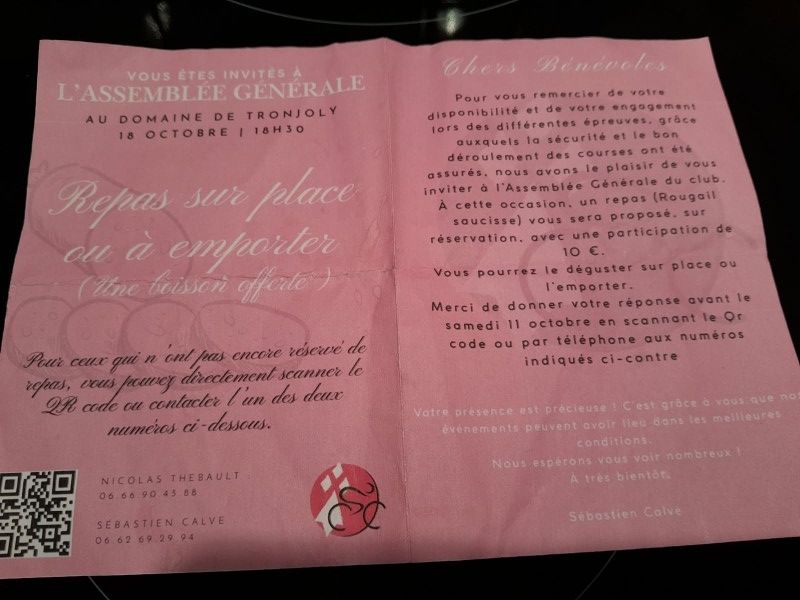 VOUS ÊTES INVITÉS À
L'ASSEMBLÉE GÉNÉRALE
AU DOMAINE DE TRONJOLY
18 OCTOBRE | 18H30
Repas sur place
ou à emporter
(Une boisson offerte)
Pour ceux qui n'ont pas encore réservé de
repas, vous pouvez directement scanner le
QR code ou contacter l'un des deux
numéros ci-dessous.
NICOLAS THEBAULT :
06.66.90.43.88
SÉBASTIEN CALVE
06.62.69.29.94
Chers Bénévoles
Pour vous remercier de votre
disponibilité et de votre engagement
lors des différentes épreuves, grâce
auxquels la sécurité et le bon
déroulement des courses ont été
assurés, nous avons le plaisir de vous
inviter à l'Assemblée Générale du club.
À cette occasion, un repas (Rougail
saucisse) vous sera proposé, sur
réservation, avec une participation de
10 €.
Vous pourrez le déguster sur place ou
l'emporter.
Merci de donner votre réponse avant le
samedi 11 octobre en scannant le Qr
code ou par téléphone aux numéros
indiqués ci-contre
Votre présence est précieuse ! C'est grâce à vous que nos
événements peuvent avoir lieu dans les meilleures
conditions.
Nous espérons vous voir nombreux !
À très bientôt,
Sébastien Calve